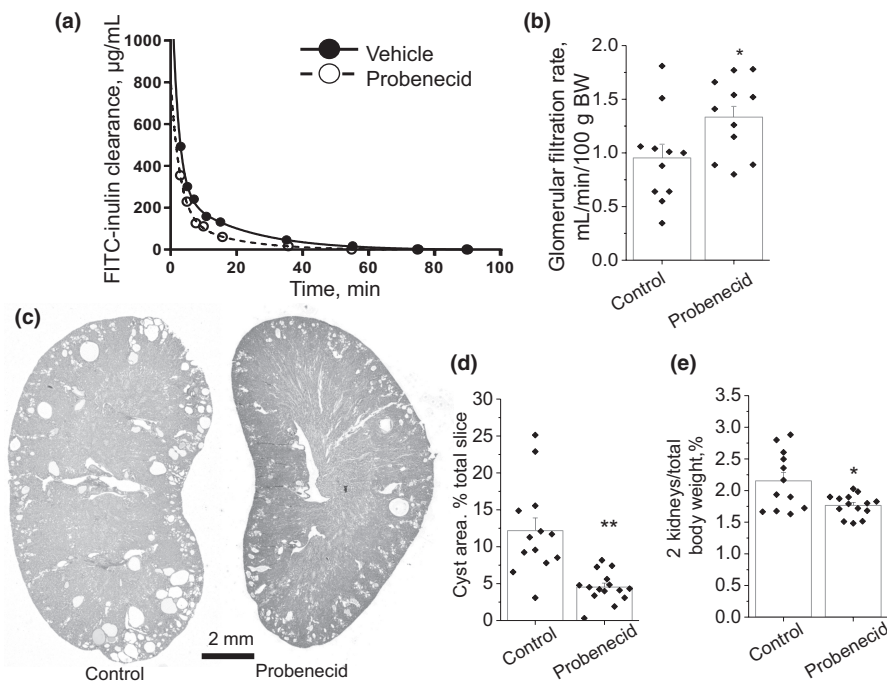 (a)
FITC-inulin clearance, µg/mL
1000
800
600
400
200
0
0 20 40 60 80 100
Time, min
Vehicle
Probenecid
(b)
Glomerular filtration rate,
mL/min/100 g BW
2.0
1.5
1.0
0.5
0.0
*
Control
Probenecid
(c)
Control
2 mm
Probenecid
(d)
Cyst area. % total slice
30
25
20
15
10
5
0
**
Control
Probenecid
(e)
2 kidneys/total
body weight,%
3.5
3.0
2.5
2.0
1.5
1.0
0.5
0.0
*
Control
Probenecid